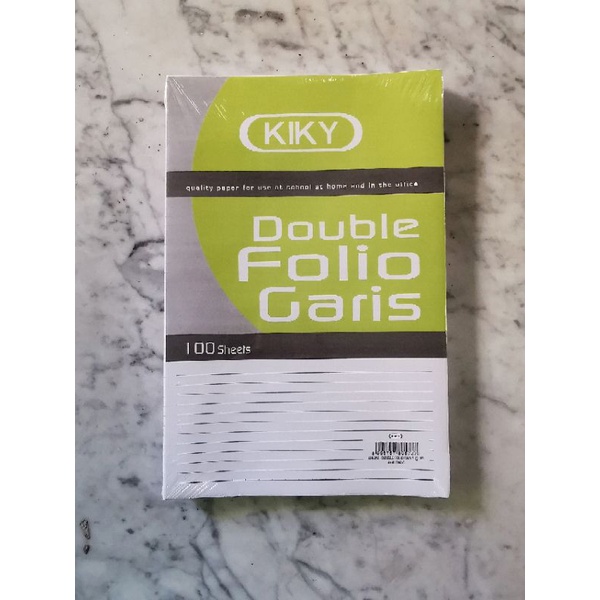 KIKY
quality paper for use at school at home and in the office
Double
Folio
Garis
100 Sheets